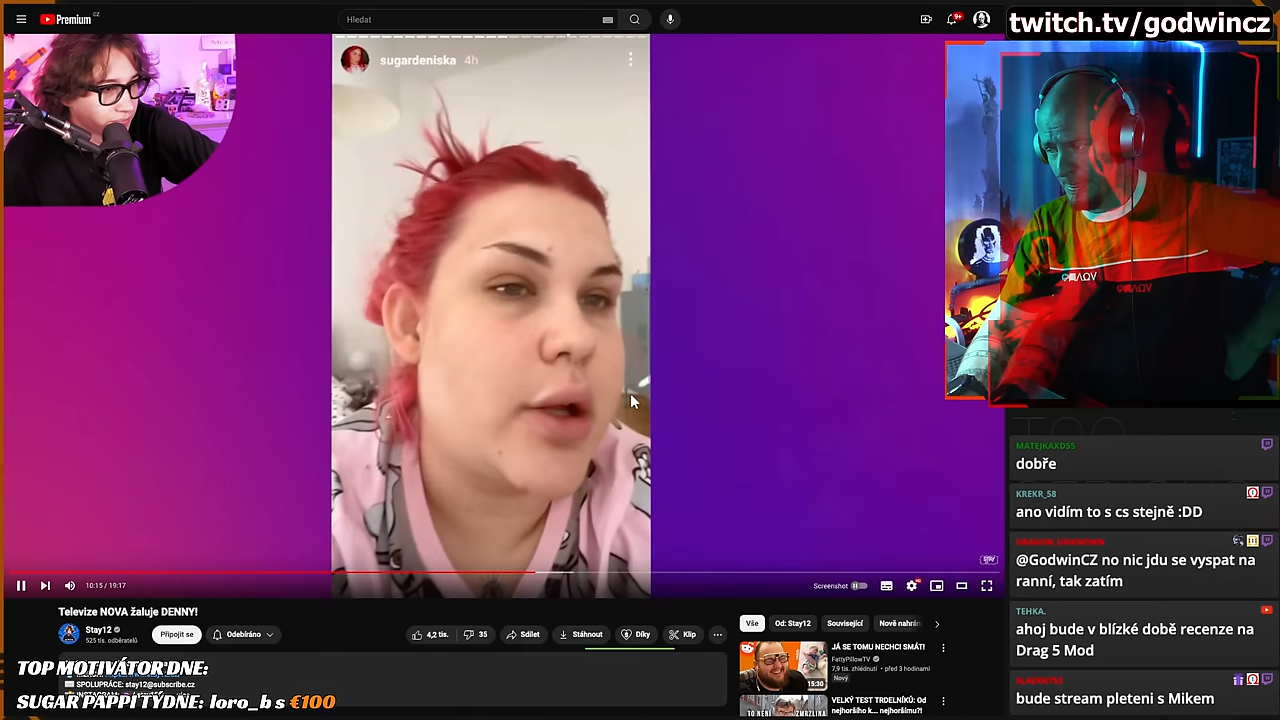 Premium CZ
Hledat
9+
twitch.tv/godwincz
sugardeniska 4h
10:15 / 19:17
Screenshot
Televize NOVA žaluje DENNY!
Stay12
525 tis. odběratelů
Připojit se
Odebíráno
4,2 tis.
35
Sdílet
Stáhnout
Díky
Klip
Vše
Od: Stay12
Související
Nově nahrán
JÁ SE TOMU NECHCI SMÁT!
FattyPillowTV
7,9 tis. zhlédnutí • před 3 hodinami
Nový
15:30
VELKÝ TEST TRDELNÍKŮ: Od
nejhoršího k... nejhoršímu?!
TOP MOTIVÁTOR DNE:
SPOLUPRÁCE: stay12@subscribe.cz
SUGAR
TÝDNE: loro_b s €100
MATEJKAXD55
dobře
KREKR_58
ano vidím to s cs stejně :DD
DRAGON_UNKNOWN
@GodwinCZ no nic jdu se vyspat na
ranní, tak zatím
TEHKA.
ahoj bude v blízké době recenze na
Drag 5 Mod
bude stream pleteni s Mikem